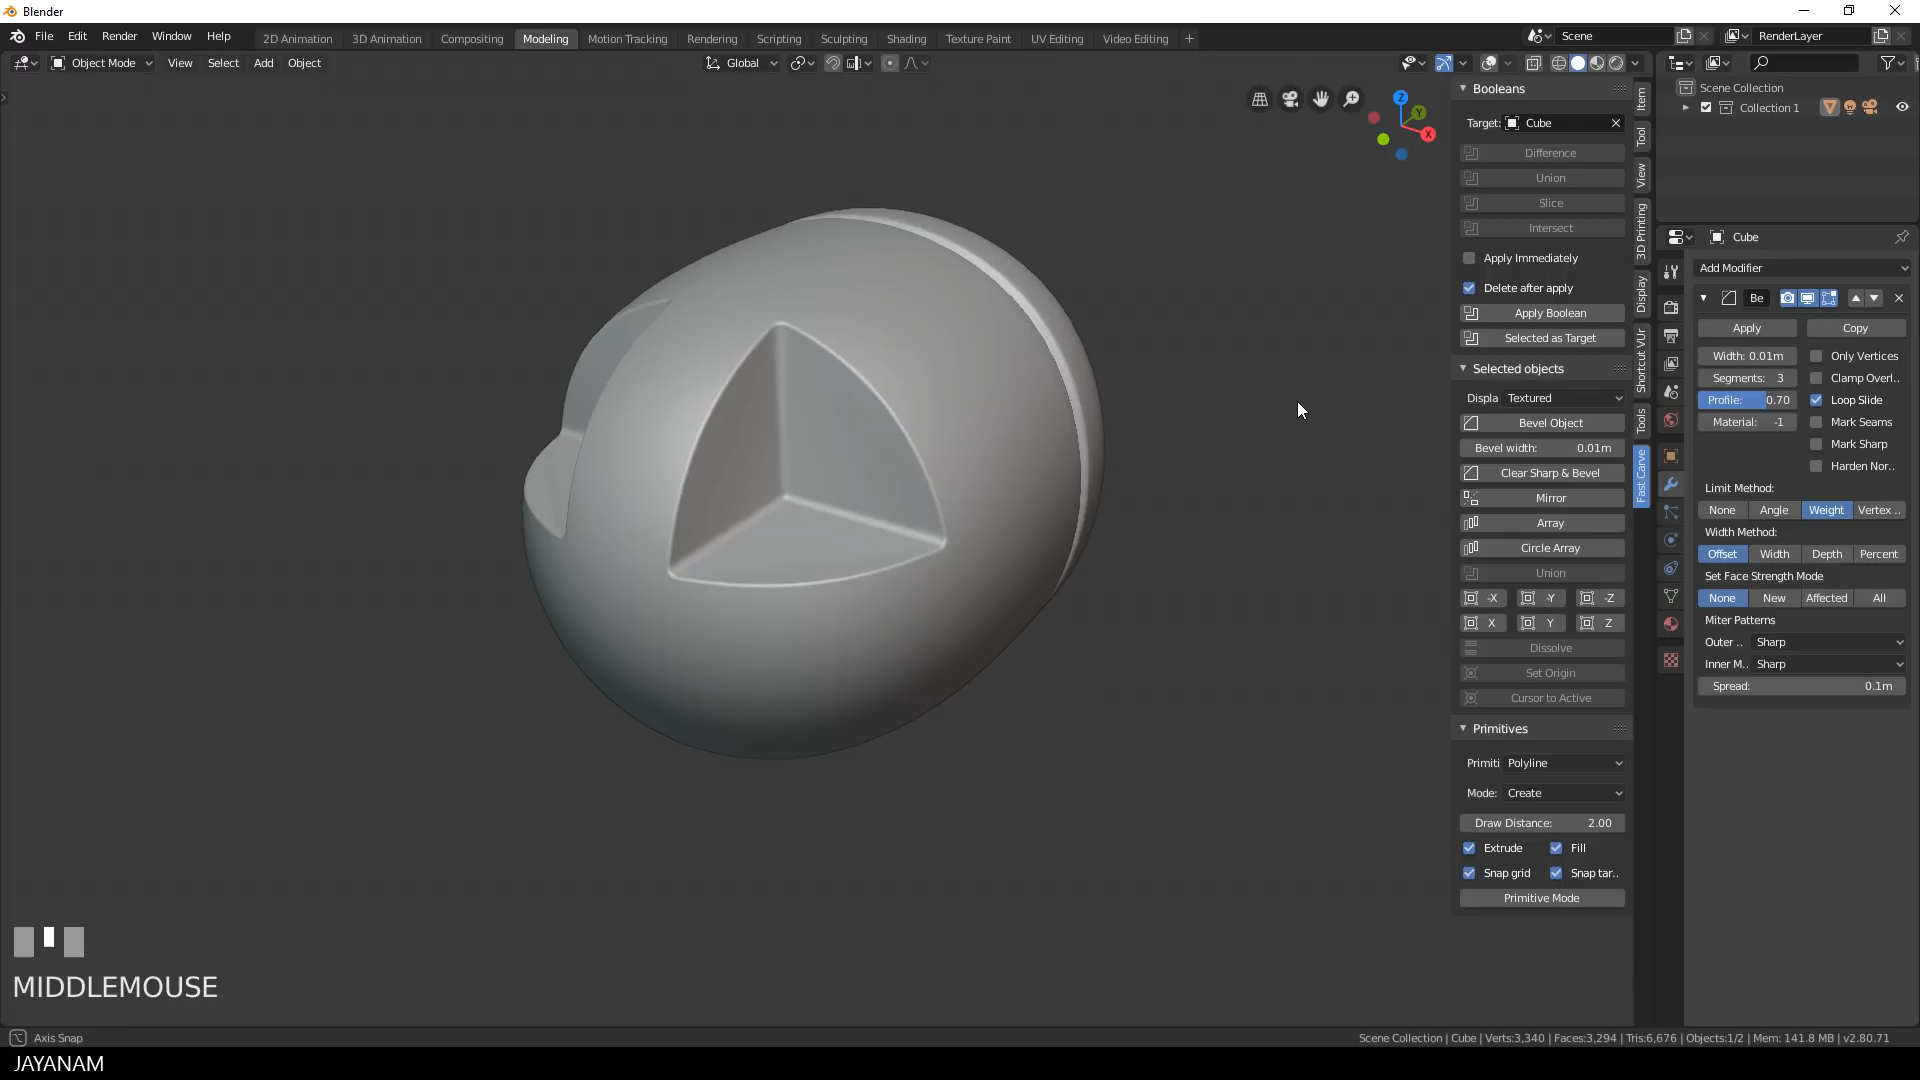 Blender
File Edit Render Window Help 2D Animation 3D Animation Compositing Modeling Motion Tracking Rendering Scripting Sculpting Shading Texture Paint UV Editing Video Editing + Scene RenderLayer
Object Mode View Select Add Object Global
Scene Collection
Collection 1
Z
Y
X
Item
Tool
View
3D Printing
Display
Shortcut VUr
Tools
Fast Carve
Booleans
Target: Cube
Difference
Union
Slice
Intersect
Apply Immediately
Delete after apply
Apply Boolean
Selected as Target
Selected objects
Displa Textured
Bevel Object
Bevel width: 0.01m
Clear Sharp & Bevel
Mirror
Array
Circle Array
Union
-X -Y -Z
X Y Z
Dissolve
Set Origin
Cursor to Active
Primitives
Primiti Polyline
Mode: Create
Draw Distance: 2.00
Extrude Fill
Snap grid Snap tar..
Primitive Mode
Cube
Add Modifier
Be
Apply Copy
Width: 0.01m Only Vertices
Segments: 3 Clamp Overl..
Profile: 0.70 Loop Slide
Material: -1 Mark Seams
Mark Sharp
Harden Nor..
Limit Method:
None Angle Weight Vertex ..
Width Method:
Offset Width Depth Percent
Set Face Strength Mode
None New Affected All
Miter Patterns
Outer .. Sharp
Inner M.. Sharp
Spread: 0.1m
MIDDLEMOUSE
Axis Snap
Scene Collection | Cube | Verts:3,340 | Faces:3,294 | Tris:6,676 | Objects:1/2 | Mem: 141.8 MB | v2.80.71
JAYANAM